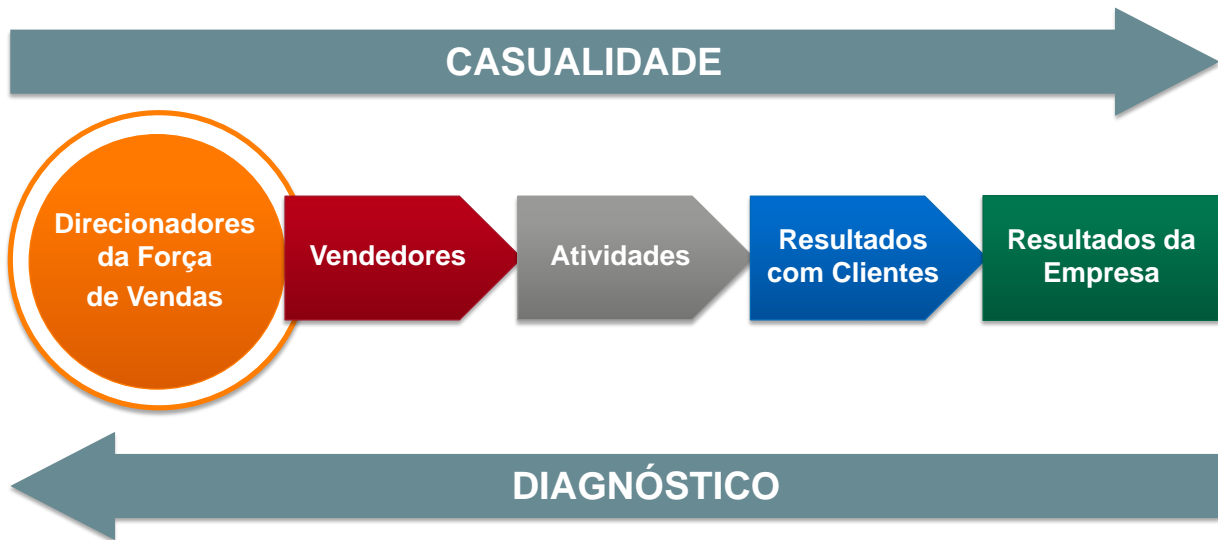 CASUALIDADE
Direcionadores
da Força
de Vendas
Vendedores
Atividades
Resultados
com Clientes
Resultados da
Empresa
DIAGNÓSTICO